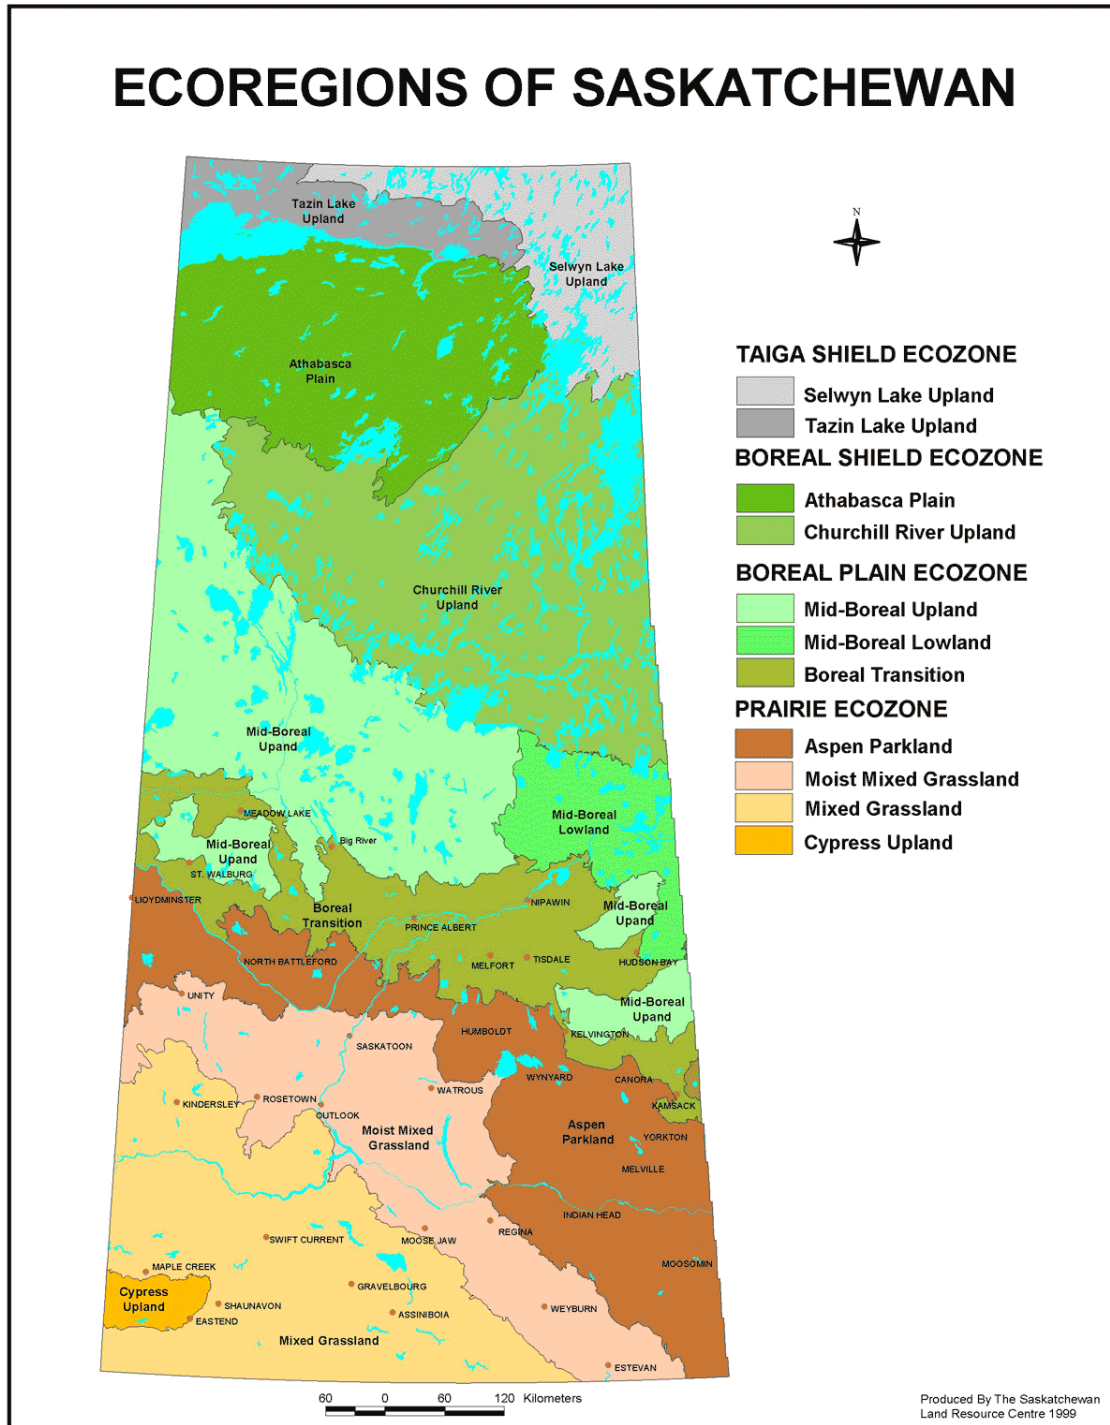 ECOREGIONS OF SASKATCHEWAN
N
Tazin Lake
Upland
Selwyn Lake
Upland
Athabasca
Plain
Churchill River
Upland
Mid-Boreal
Upand
Mid-Boreal
Lowland
MEADOW LAKE
Big River
Mid-Boreal
Upand
ST. WALBURG
LIOYDMINSTER
Boreal
Transition
NIPAWIN
Mid-Boreal
Upand
PRINCE ALBERT
NORTH BATTLEFORD
MELFORT
TISDALE
HUDSON BAY
UNITY
Mid-Boreal
Upand
HUMBOLDT
KELVINGTON
SASKATOON
WYNYARD
CANORA
WATROUS
KINDERSLEY
ROSETOWN
OUTLOOK
KAMSACK
Moist Mixed
Grassland
Aspen
Parkland
YORKTON
MELVILLE
INDIAN HEAD
REGINA
SWIFT CURRENT
MOOSE JAW
MOOSOMIN
MAPLE CREEK
Cypress
Upland
GRAVELBOURG
SHAUNAVON
ASSINIBOIA
WEYBURN
EASTEND
Mixed Grassland
ESTEVAN
TAIGA SHIELD ECOZONE
Selwyn Lake Upland
Tazin Lake Upland
BOREAL SHIELD ECOZONE
Athabasca Plain
Churchill River Upland
BOREAL PLAIN ECOZONE
Mid-Boreal Upland
Mid-Boreal Lowland
Boreal Transition
PRAIRIE ECOZONE
Aspen Parkland
Moist Mixed Grassland
Mixed Grassland
Cypress Upland
60 0 60 120 Kilometers
Produced By The Saskatchewan
Land Resource Centre 1999